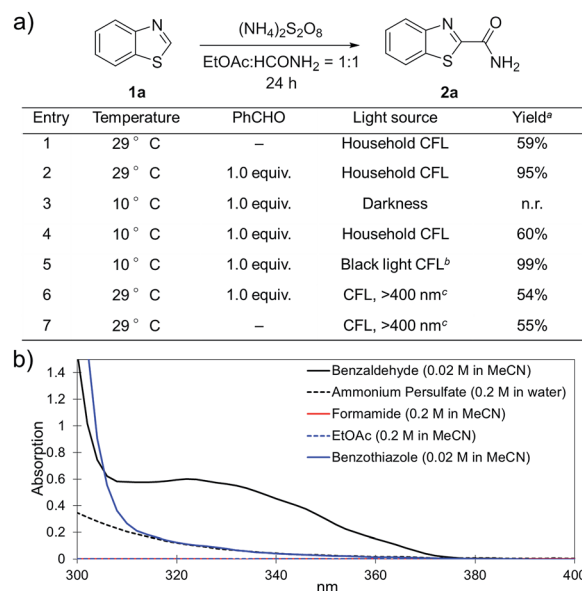 a)
(NH4)2S2O8
EtOAc:HCONH2 = 1:1
24 h
N
S
1a
N
S
O
NH2
2a
Entry Temperature PhCHO Light source Yield^a
1 29° C – Household CFL 59%
2 29° C 1.0 equiv. Household CFL 95%
3 10° C 1.0 equiv. Darkness n.r.
4 10° C 1.0 equiv. Household CFL 60%
5 10° C 1.0 equiv. Black light CFL^b 99%
6 29° C 1.0 equiv. CFL, >400 nm^c 54%
7 29° C – CFL, >400 nm^c 55%
b)
Benzaldehyde (0.02 M in MeCN)
Ammonium Persulfate (0.2 M in water)
Formamide (0.2 M in MeCN)
EtOAc (0.2 M in MeCN)
Benzothiazole (0.02 M in MeCN)
Absorption
1.4
1.2
1
0.8
0.6
0.4
0.2
0
300 320 340 360 380 400
nm